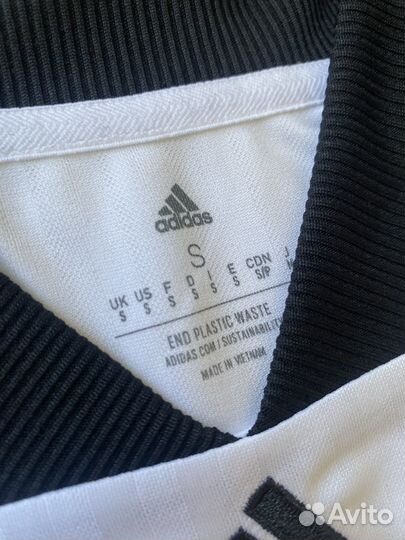 adidas
S
UK US F D I E CDN J
S S S S S S S/P
END PLASTIC WASTE
ADIDAS.COM/SUSTAINABILITY
MADE IN VIETNAM
Avito